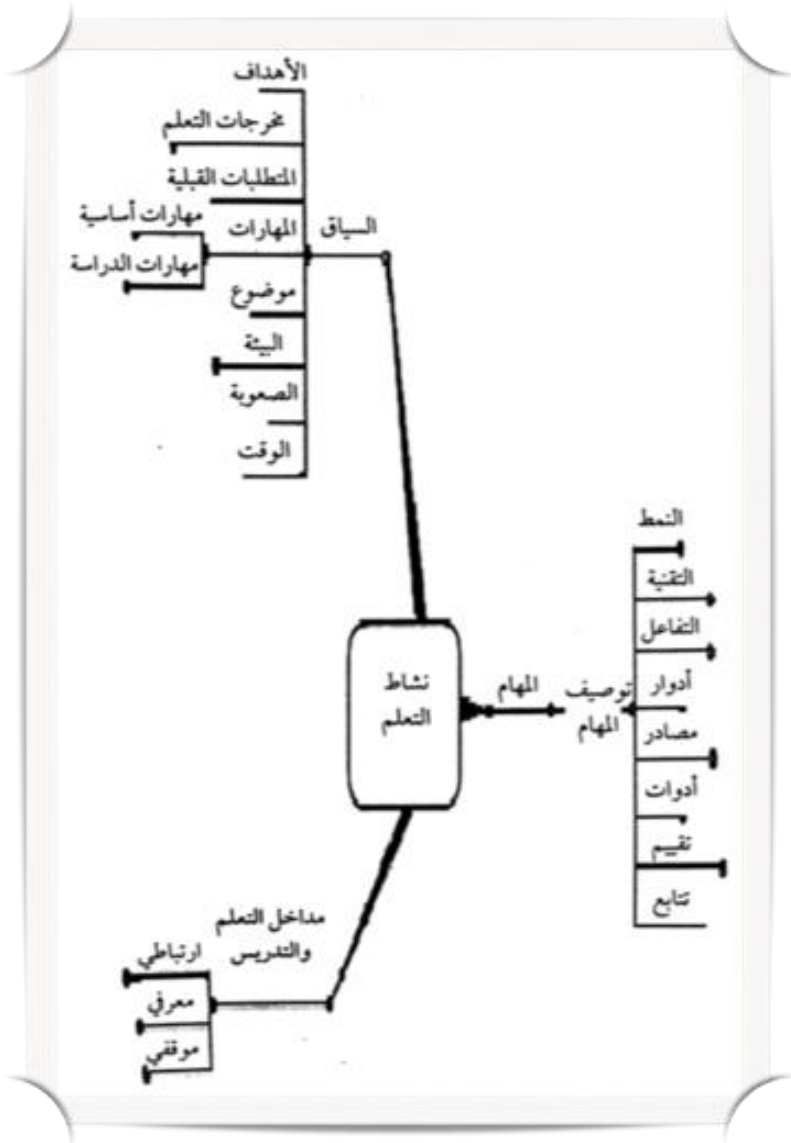 الأهداف
مخرجات التعلم
المتطلبات القبلية
السياق
المهارات
مهارات أساسية
مهارات الدراسة
موضوع
البيئة
الصعوبة
الوقت
نشاط
التعلم
المهام
توصيف
المهام
النمط
التقنية
التفاعل
أدوار
مصادر
أدوات
تقييم
تتابع
مداخل التعلم
والتدريس
ارتباطي
معرفي
موقفي